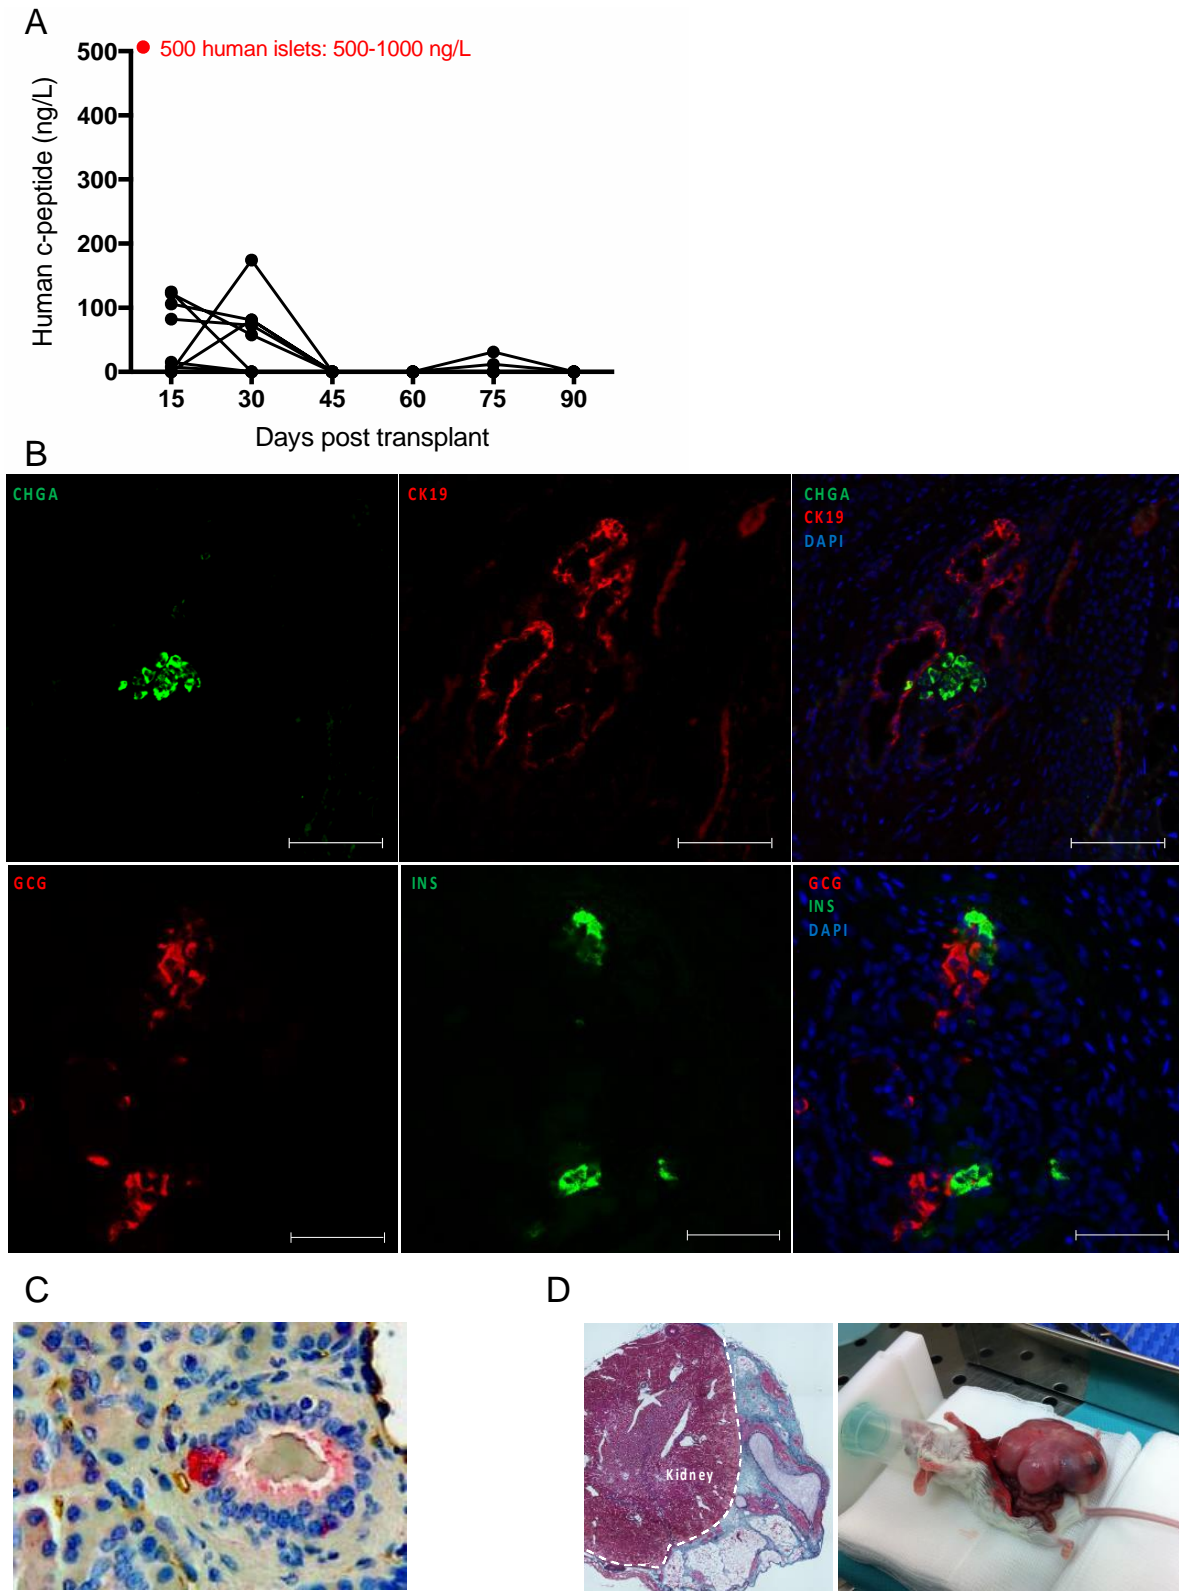 A
500 human islets: 500-1000 ng/L
Human c-peptide (ng/L)
500
400
300
200
100
0
15 30 45 60 75 90
Days post transplant
B
CHGA
CK19
CHGA
CK19
DAPI
GCG
INS
GCG
INS
DAPI
C
D
Kidney